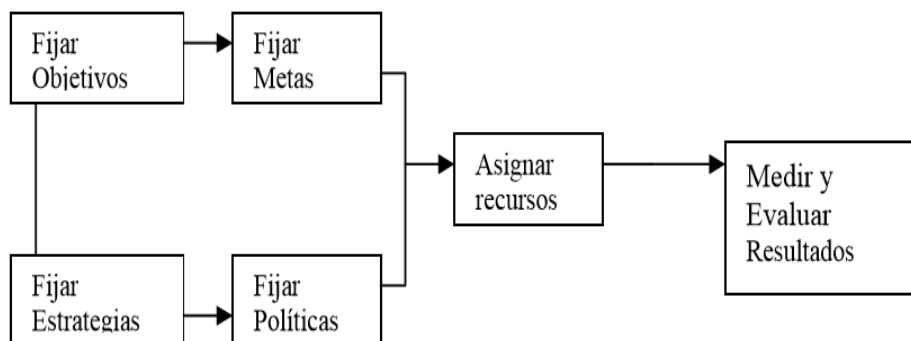 Fijar
Objetivos
Fijar
Metas
Asignar
recursos
Medir y
Evaluar
Resultados
Fijar
Estrategias
Fijar
Políticas